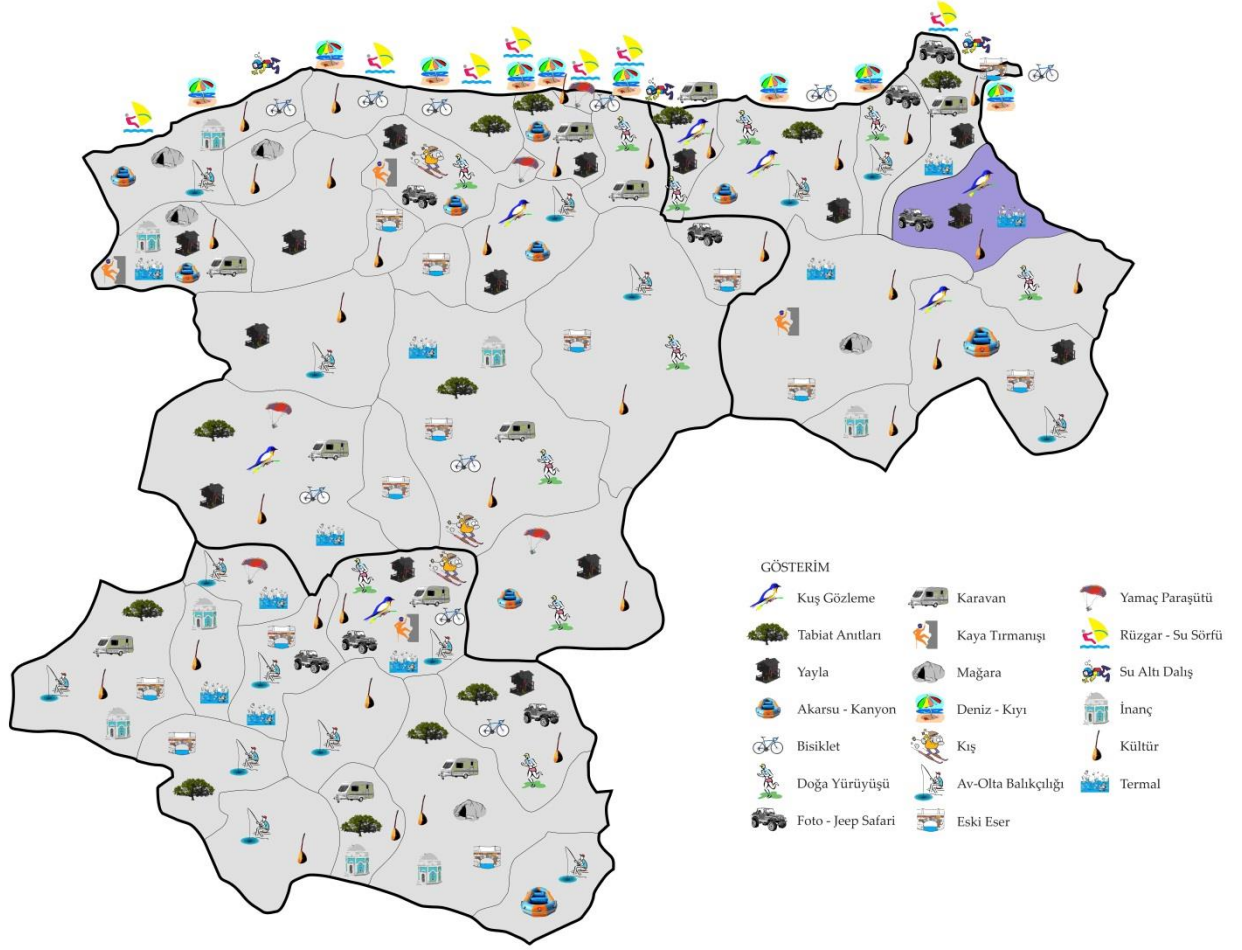 GÖSTERİM
Kuş Gözleme
Tabiat Anıtları
Yayla
Akarsu - Kanyon
Bisiklet
Doğa Yürüyüşü
Foto - Jeep Safari
Karavan
Kaya Tırmanışı
Mağara
Deniz - Kıyı
Kış
Av-Olta Balıkçılığı
Eski Eser
Yamaç Paraşütü
Rüzgar - Su Sörfü
Su Altı Dalış
İnanç
Kültür
Termal